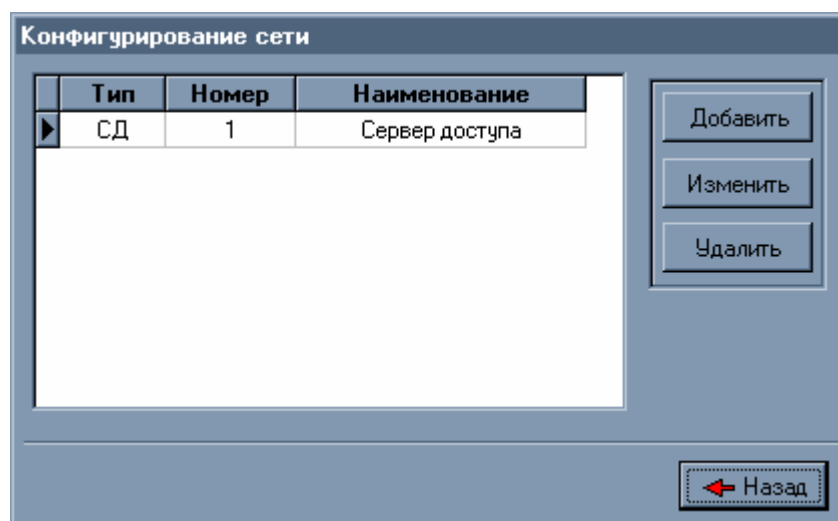 Конфигурирование сети
Тип Номер Наименование
СД 1 Сервер доступа
Добавить
Изменить
Удалить
Назад